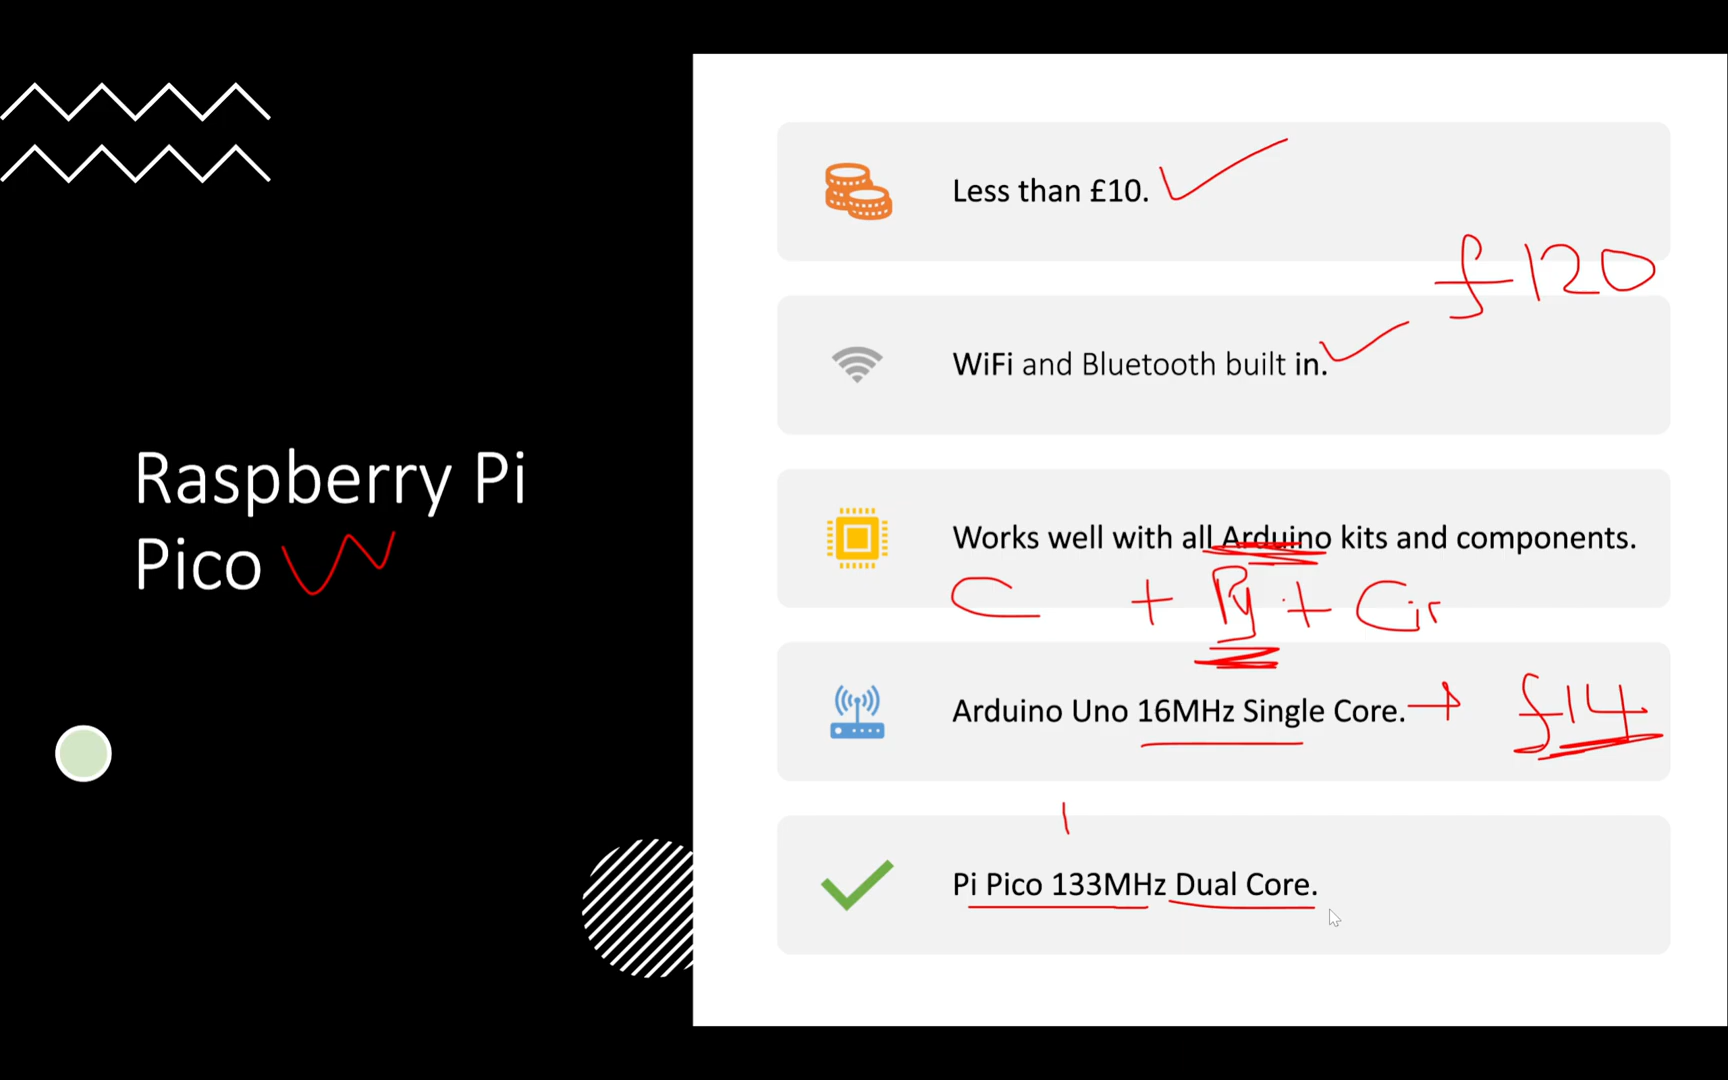 Raspberry Pi
Pico W
Less than £10.
£120
WiFi and Bluetooth built in.
Works well with all Arduino kits and components.
C + Py + Cir
Arduino Uno 16MHz Single Core. → £14
Pi Pico 133MHz Dual Core.